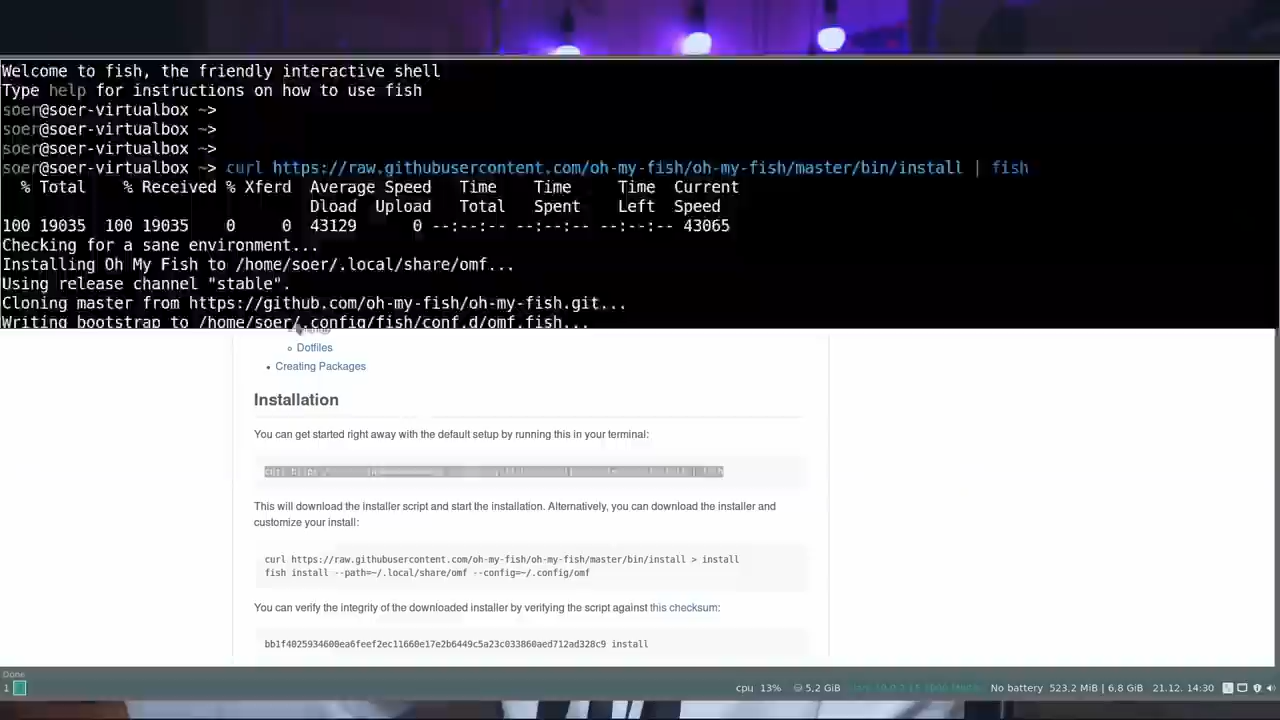 Welcome to fish, the friendly interactive shell
Type help for instructions on how to use fish
soer@soer-virtualbox ~>
soer@soer-virtualbox ~>
soer@soer-virtualbox ~>
soer@soer-virtualbox ~> curl https://raw.githubusercontent.com/oh-my-fish/oh-my-fish/master/bin/install | fish
% Total % Received % Xferd Average Speed Time Time Time Current
Dload Upload Total Spent Left Speed
100 19035 100 19035 0 0 43129 0 --:--:-- --:--:-- --:--:-- 43065
Checking for a sane environment...
Installing Oh My Fish to /home/soer/.local/share/omf...
Using release channel "stable".
Cloning master from https://github.com/oh-my-fish/oh-my-fish.git...
Writing bootstrap to /home/soer/.config/fish/conf.d/omf.fish...
Dotfiles
Creating Packages
Installation
You can get started right away with the default setup by running this in your terminal:
This will download the installer script and start the installation. Alternatively, you can download the installer and
customize your install:
curl https://raw.githubusercontent.com/oh-my-fish/oh-my-fish/master/bin/install > install
fish install --path=~/.local/share/omf --config=~/.config/omf
You can verify the integrity of the downloaded installer by verifying the script against this checksum:
bb1f4025934600ea6feef2ec11660e17e2b6449c5a23c033860aed712ad328c9 install
Done
1 cpu 13% 5,2 GiB No battery 523,2 MiB | 6,8 GiB 21.12. 14:30